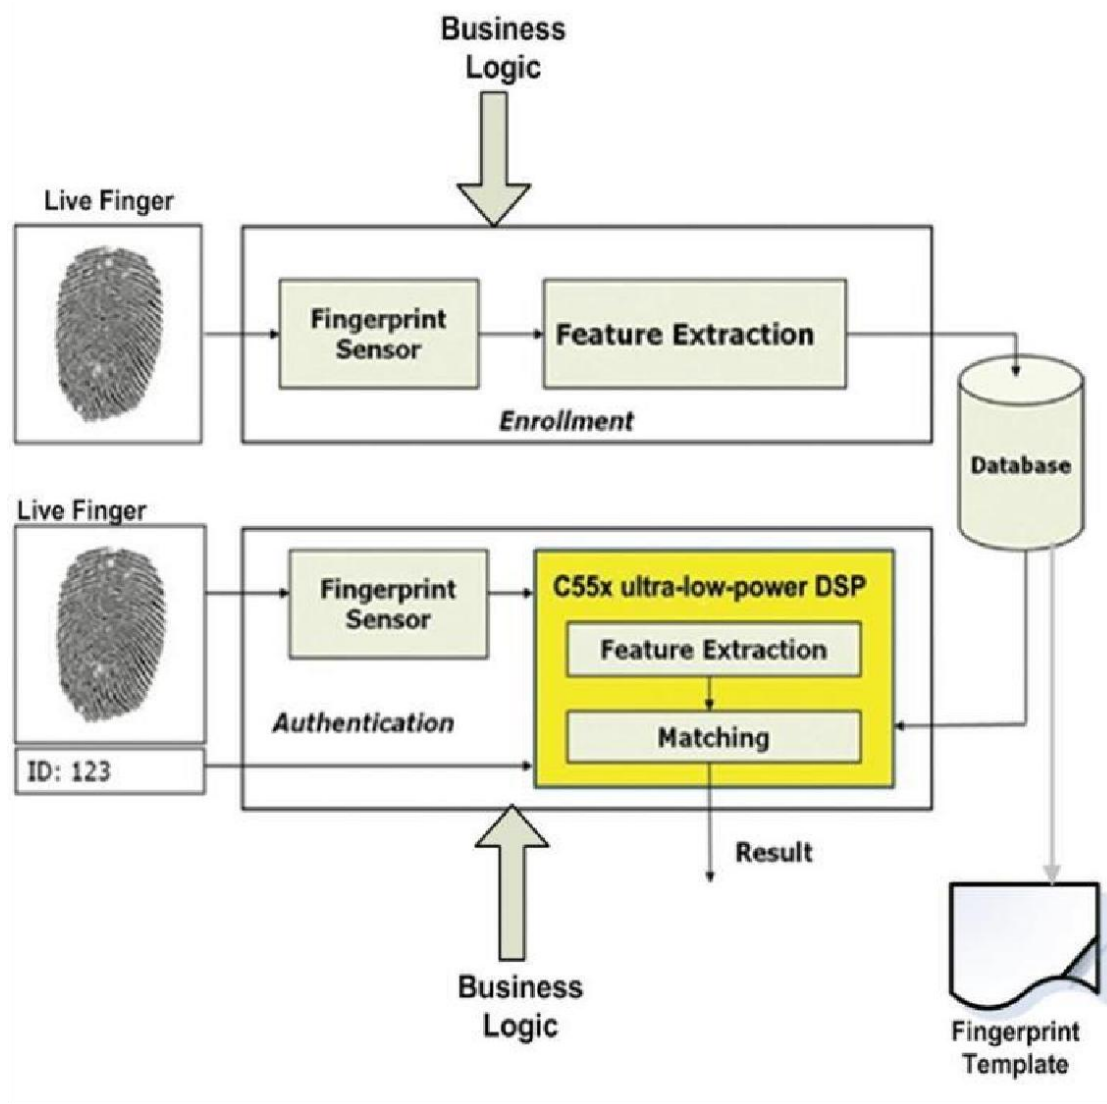 Business
Logic
Live Finger
Fingerprint
Sensor
Feature Extraction
Enrollment
Database
Live Finger
Fingerprint
Sensor
C55x ultra-low-power DSP
Feature Extraction
Authentication
Matching
ID: 123
Result
Business
Logic
Fingerprint
Template